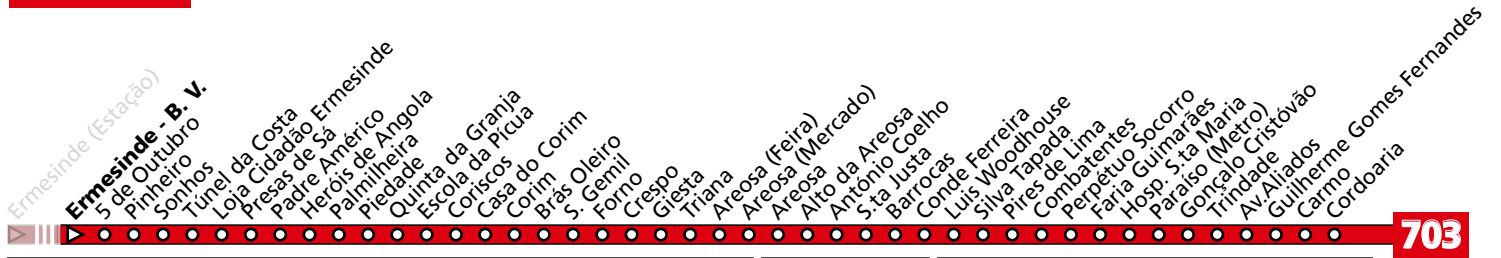 Ermesinde (Estação)
Ermesinde - B. V.
5 de Outubro
Pinheiro
Sonhos
Túnel da Costa
Loja Cidadão Ermesinde
Presas de Sá
Padre Américo
Heróis de Angola
Palmilheira
Piedade
Quinta da Granja
Escola da Pícua
Coriscos
Casa do Corim
Corim
Brás Oleiro
S. Gemil
Forno
Crespo
Giesta
Triana
Areosa (Feira)
Areosa (Mercado)
Areosa
Alto da Areosa
António Coelho
S.ta Justa
Barrocas
Conde Ferreira
Luís Woodhouse
Silva Tapada
Pires de Lima
Combatentes
Perpétuo Socorro
Faria Guimarães
Hosp. S.ta Maria
Paraíso (Metro)
Gonçalo Cristóvão
Trindade
Av.Aliados
Guilherme Gomes Fernandes
Carmo
Cordoaria
703